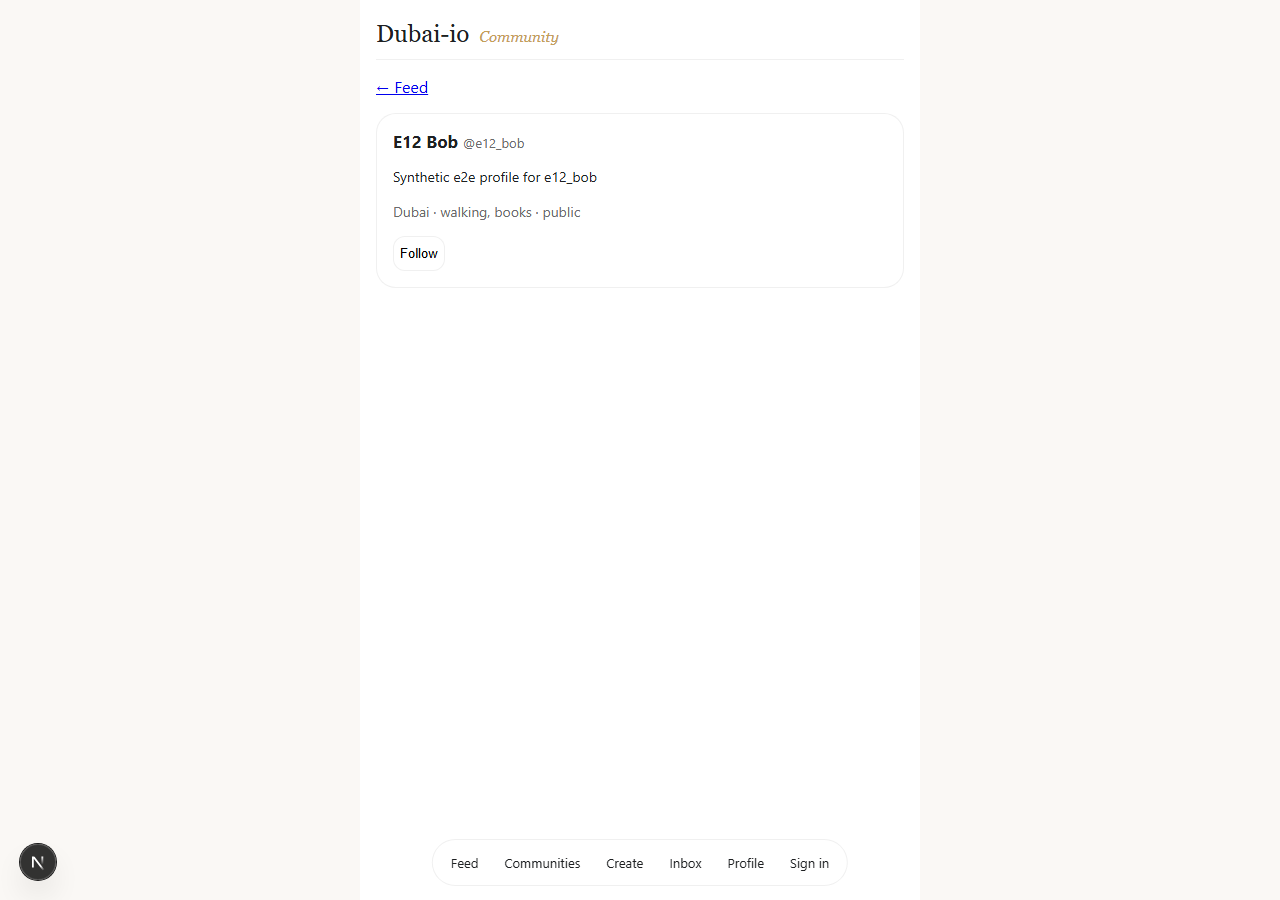 Dubai-io Community
← Feed
E12 Bob @e12_bob
Synthetic e2e profile for e12_bob
Dubai · walking, books · public
Follow
N
Feed Communities Create Inbox Profile Sign in